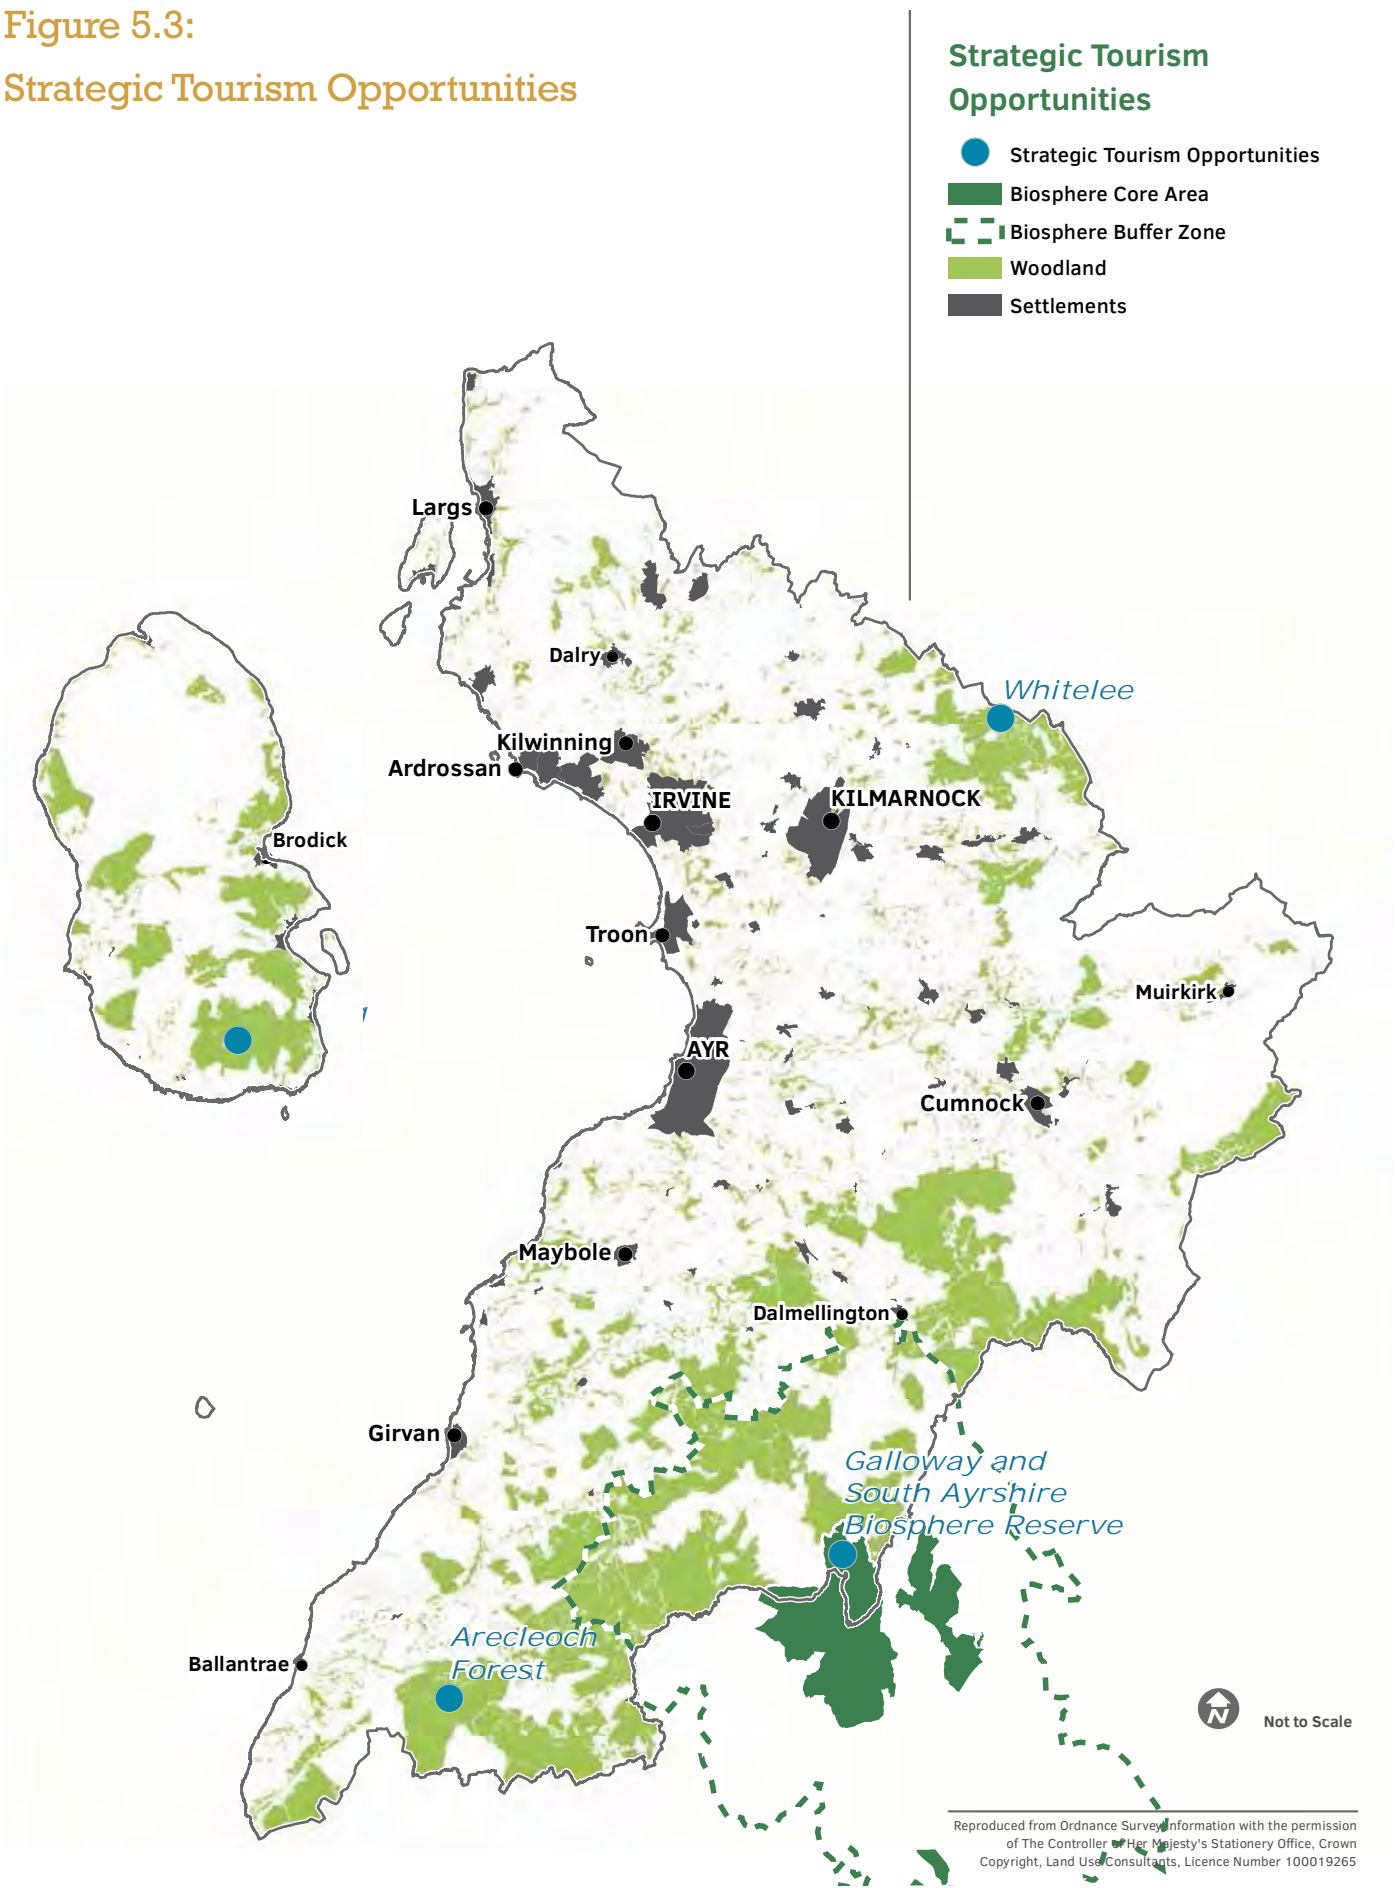 Figure 5.3:
Strategic Tourism Opportunities
Strategic Tourism
Opportunities
Strategic Tourism Opportunities
Biosphere Core Area
Biosphere Buffer Zone
Woodland
Settlements
Largs
Dalry
Whitelee
Kilwinning
Ardrossan
IRVINE
KILMARNOCK
Brodick
Troon
Muirkirk
AYR
Cumnock
Maybole
Dalmellington
Girvan
Galloway and
South Ayrshire
Biosphere Reserve
Arecleoch
Forest
Ballantrae
N
Not to Scale
Reproduced from Ordnance Survey information with the permission
of The Controller of Her Majesty's Stationery Office, Crown
Copyright, Land Use Consultants, Licence Number 100019265